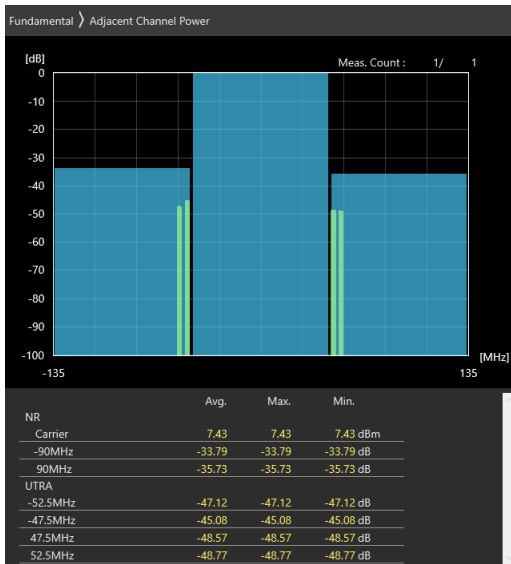 Fundamental 〉 Adjacent Channel Power
[dB]
Meas. Count : 1/ 1
0
-10
-20
-30
-40
-50
-60
-70
-80
-90
-100
[MHz]
-135 135
Avg. Max. Min.
NR
Carrier 7.43 7.43 7.43 dBm
-90MHz -33.79 -33.79 -33.79 dB
90MHz -35.73 -35.73 -35.73 dB
UTRA
-52.5MHz -47.12 -47.12 -47.12 dB
-47.5MHz -45.08 -45.08 -45.08 dB
47.5MHz -48.57 -48.57 -48.57 dB
52.5MHz -48.77 -48.77 -48.77 dB